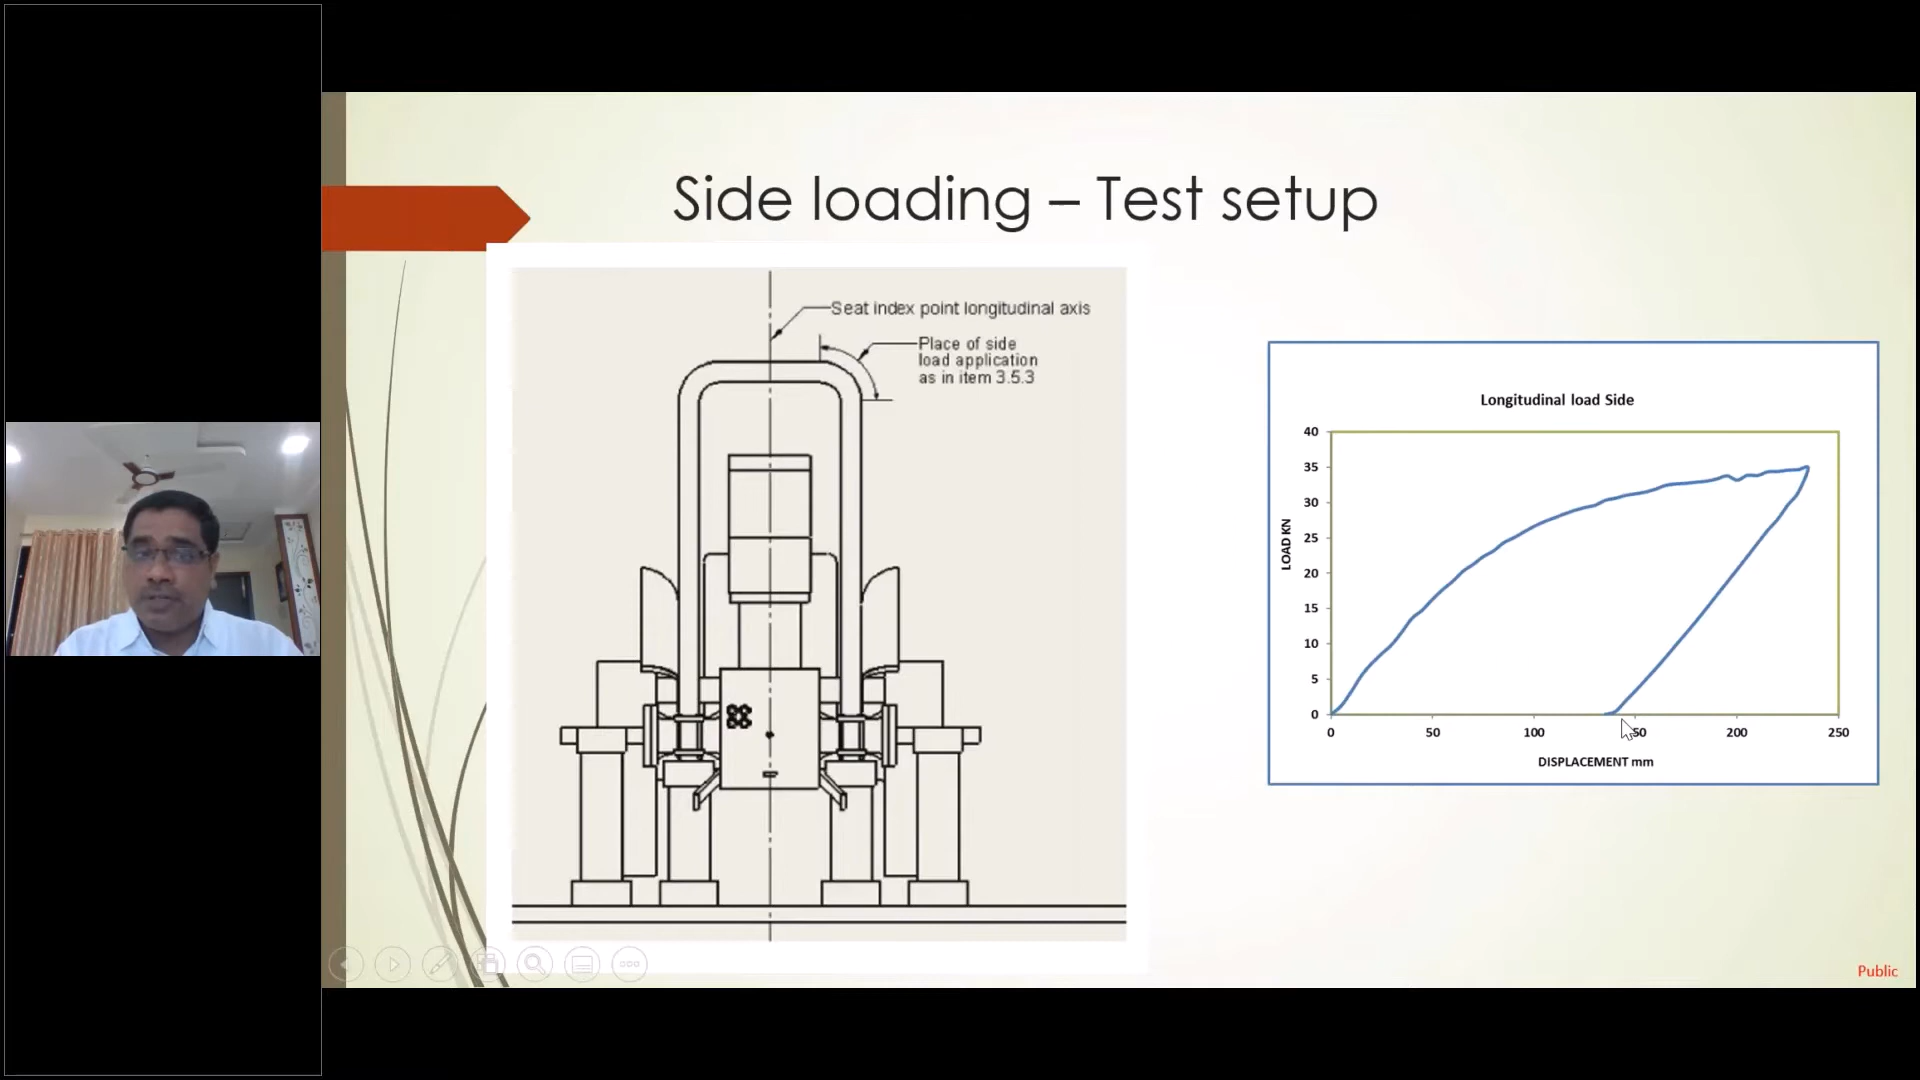 Side loading – Test setup
Seat index point longitudinal axis
Place of side
load application
as in item 3.5.3
Longitudinal load Side
40
35
30
25
20
15
10
5
0
LOAD KN
0 50 100 50 200 250
DISPLACEMENT mm
Public